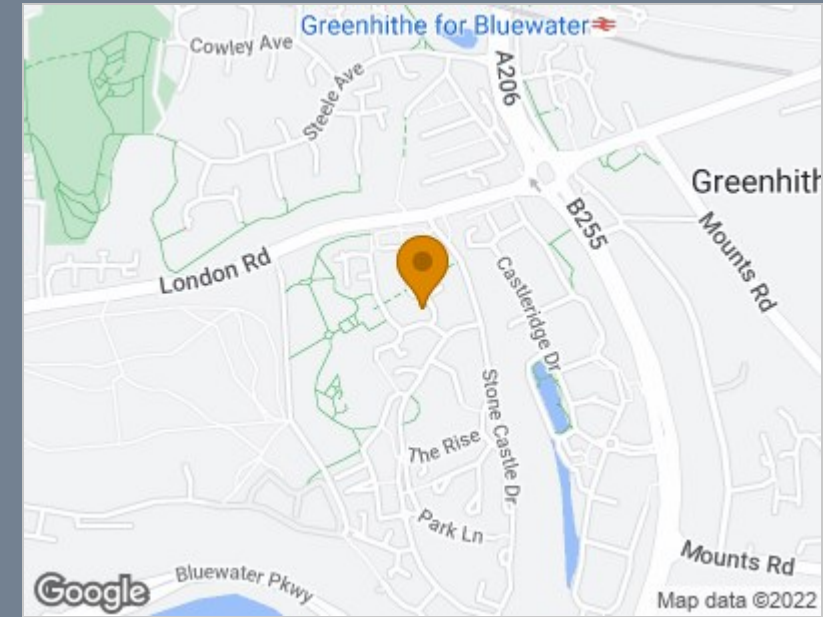 Greenhithe for Bluewater
Cowley Ave
Steele Ave
A206
Greenhith
B255
Mounts Rd
London Rd
Castleridge Dr
Stone Castle Dr
The Rise
Park Ln
Mounts Rd
Bluewater Pkwy
Google
Map data ©2022